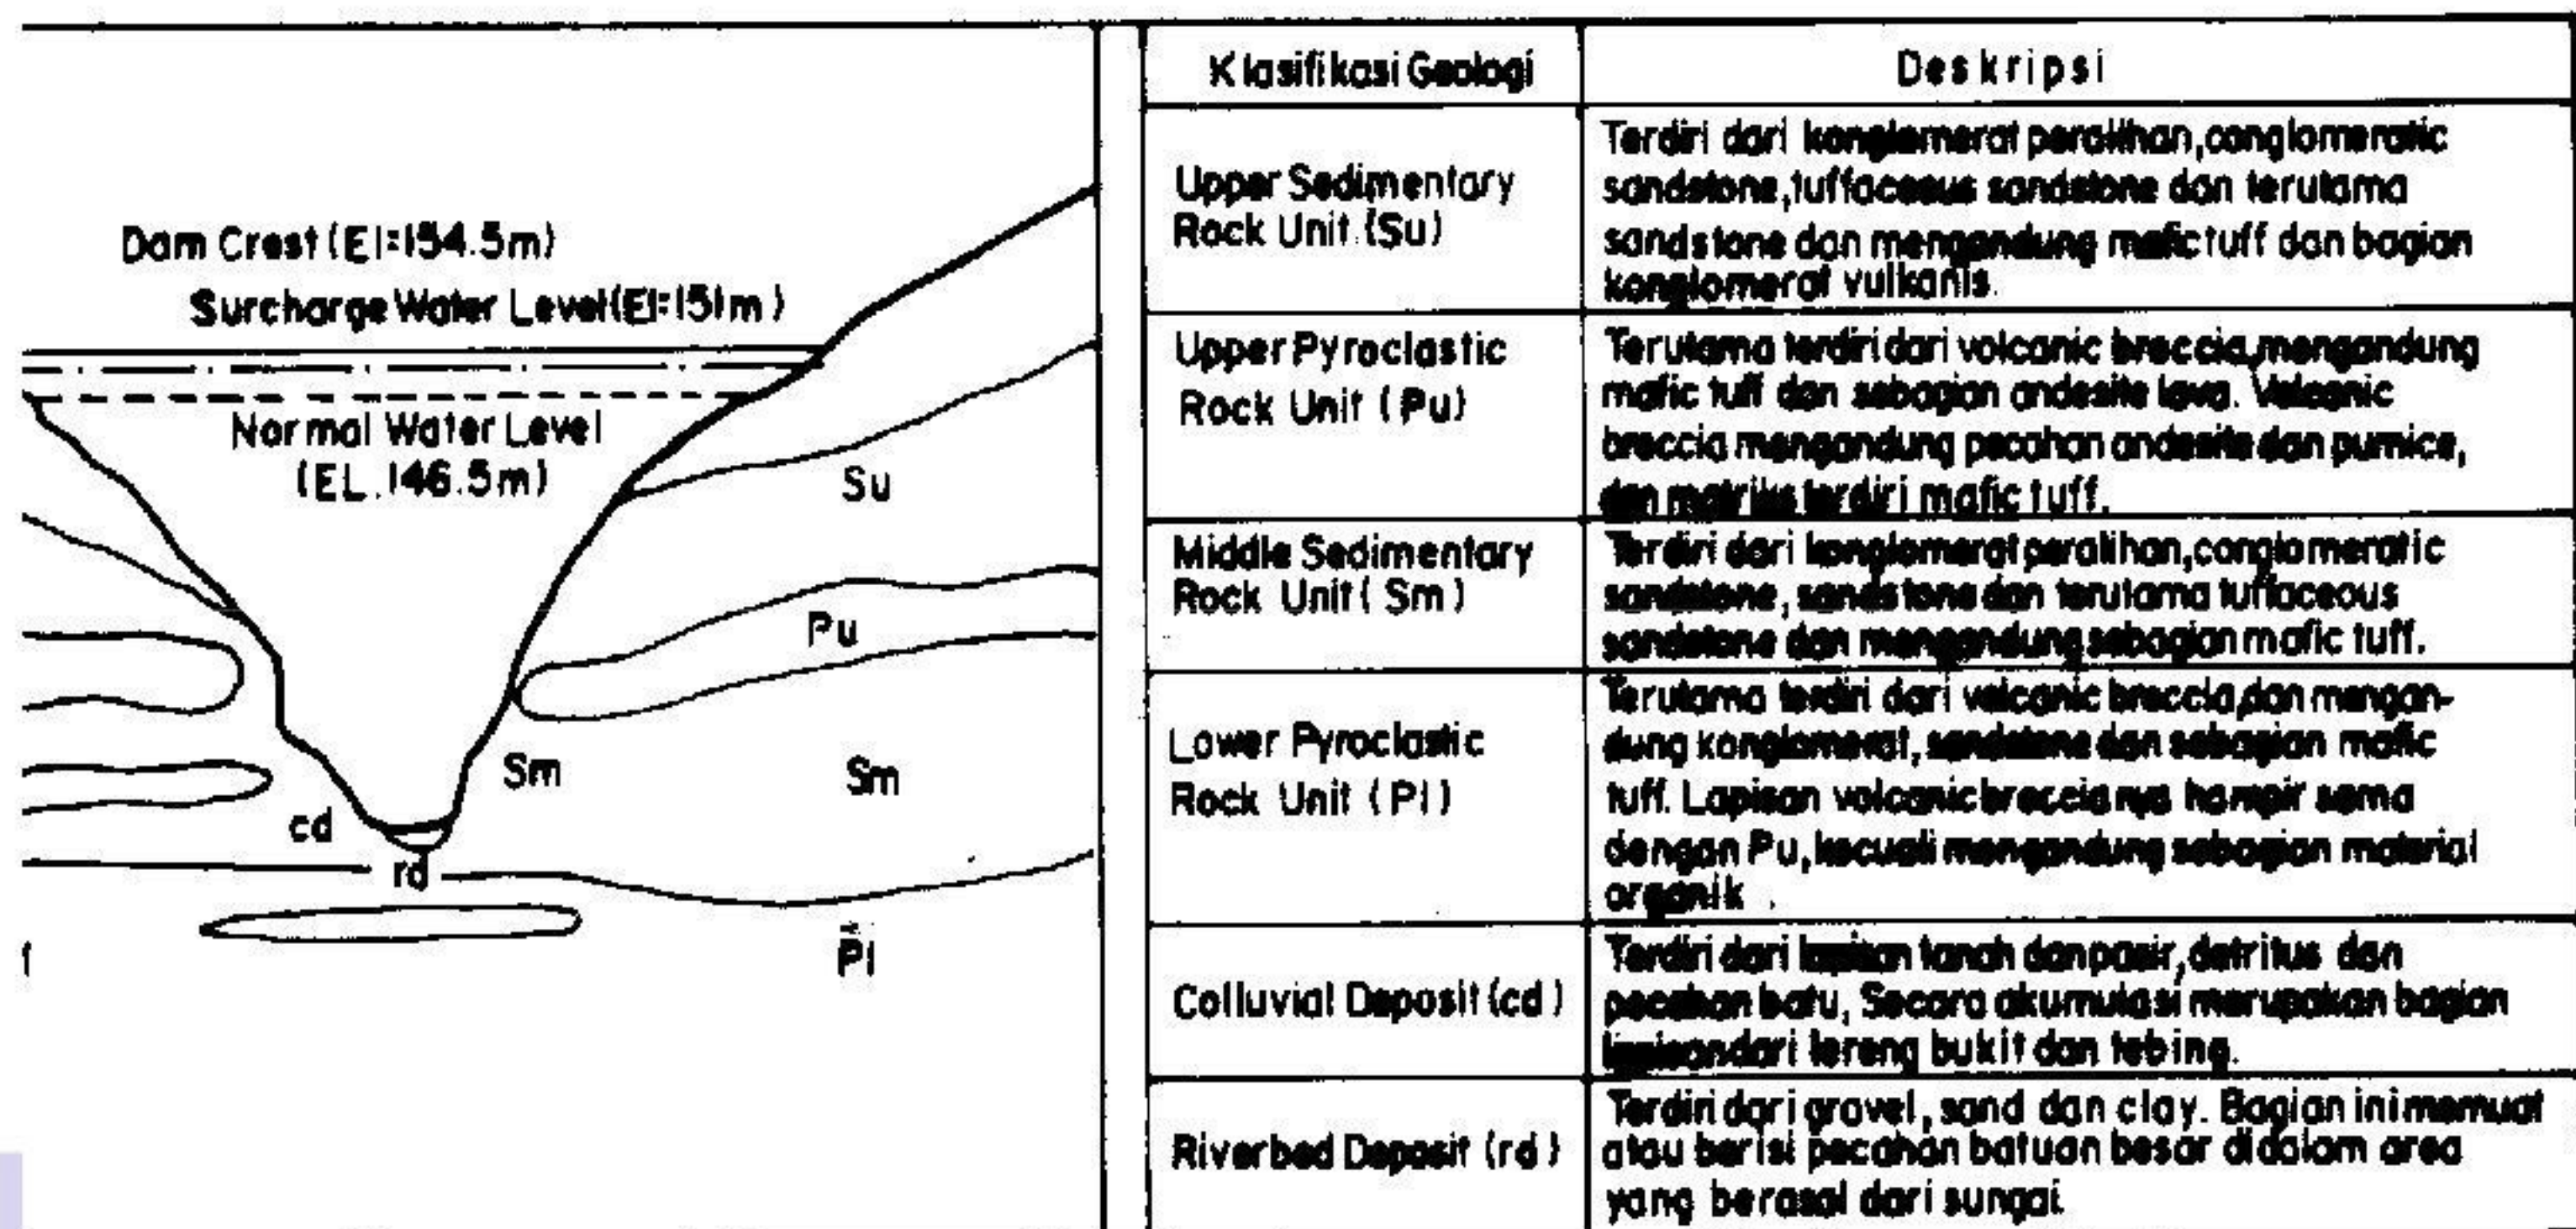 Dam Crest (El:154.5m)
Surcharge Water Level (El:151m)
Normal Water Level
(EL.146.5m)
Su
Pu
Sm
Sm
cd
rd
Pl
Klasifikasi Geologi
Deskripsi
Upper Sedimentary
Rock Unit (Su)
Terdiri dari konglomerat peralihan, conglomeratic
sandstone, tuffaceous sandstone dan terutama
sandstone dan mengandung mafic tuff dan bagian
konglomerat vulkanis.
Upper Pyroclastic
Rock Unit (Pu)
Terutama terdiri dari volcanic breccia, mengandung
mafic tuff dan sebagian andesite lava. Volcanic
breccia mengandung pecahan andesite dan pumice,
dan matriks terdiri mafic tuff.
Middle Sedimentary
Rock Unit (Sm)
Terdiri dari konglomerat peralihan, conglomeratic
sandstone, sandstone dan terutama tuffaceous
sandstone dan mengandung sebagian mafic tuff.
Lower Pyroclastic
Rock Unit (Pl)
Terutama terdiri dari volcanic breccia, dan mengan-
dung konglomerat, sandstone dan sebagian mafic
tuff. Lapisan volcanic breccia nya hampir sama
dengan Pu, kecuali mengandung sebagian material
organik.
Colluvial Deposit (cd)
Terdiri dari lapisan tanah dan pasir, detritus dan
pecahan batu, Secara akumulasi merupakan bagian
lapisan dari lereng bukit dan tebing.
Riverbed Deposit (rd)
Terdiri dari gravel, sand dan clay. Bagian ini memuat
atau berisi pecahan batuan besar didalam area
yang berasal dari sungai.